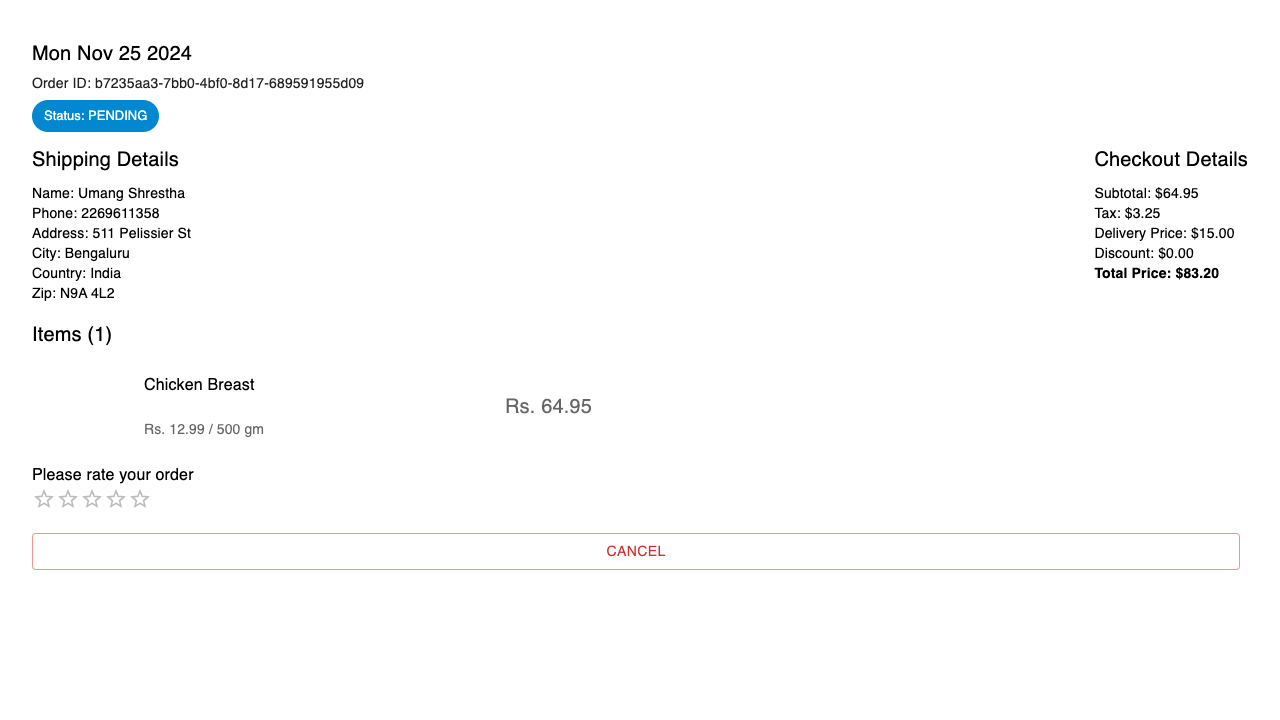 Mon Nov 25 2024
Order ID: b7235aa3-7bb0-4bf0-8d17-689591955d09
Status: PENDING
Shipping Details
Name: Umang Shrestha
Phone: 2269611358
Address: 511 Pelissier St
City: Bengaluru
Country: India
Zip: N9A 4L2
Checkout Details
Subtotal: $64.95
Tax: $3.25
Delivery Price: $15.00
Discount: $0.00
Total Price: $83.20
Items (1)
Chicken Breast
Rs. 12.99 / 500 gm
Rs. 64.95
Please rate your order
CANCEL